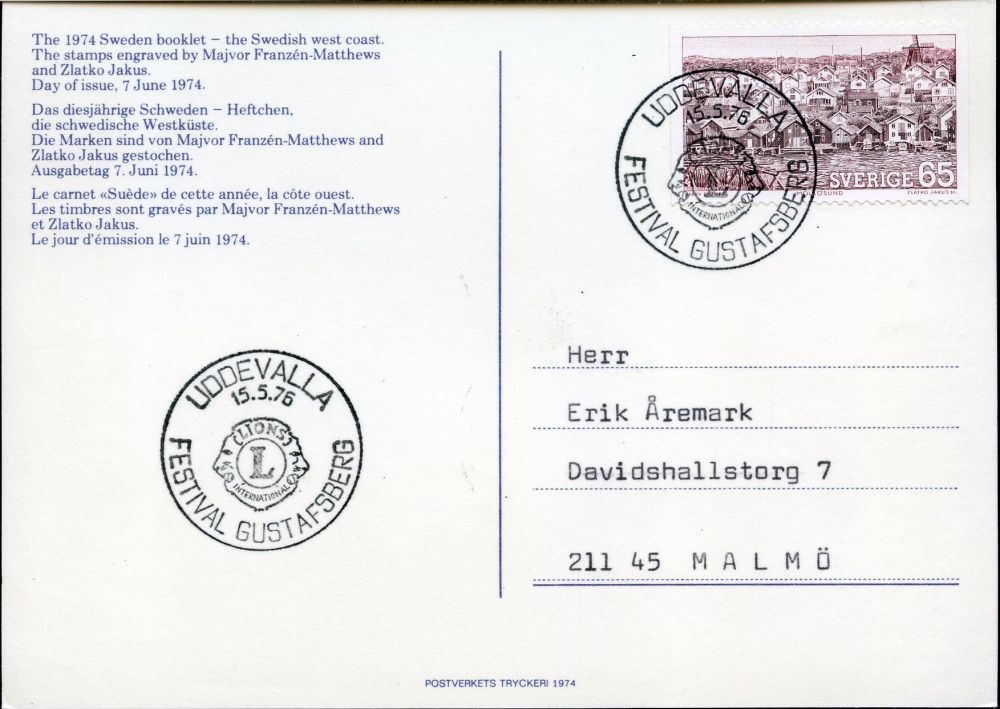 The 1974 Sweden booklet – the Swedish west coast.
The stamps engraved by Majvor Franzén-Matthews
and Zlatko Jakus.
Day of issue, 7 June 1974.
Das diesjährige Schweden – Heftchen,
die schwedische Westküste.
Die Marken sind von Majvor Franzén-Matthews and
Zlatko Jakus gestochen.
Ausgabetag 7. Juni 1974.
Le carnet «Suède» de cette année, la côte ouest.
Les timbres sont gravés par Majvor Franzén-Matthews
et Zlatko Jakus.
Le jour d'émission le 7 juin 1974.
UDDEVALLA
15.5.76
INTERNATIONAL
FESTIVAL GUSTAFSBERG
SVERIGE 65
ZLATKO JAKUS
Herr
Erik Åremark
Davidshallstorg 7
211 45 M A L M Ö
UDDEVALLA
15.5.76
LIONS
L
INTERNATIONAL
FESTIVAL GUSTAFSBERG
POSTVERKETS TRYCKERI 1974